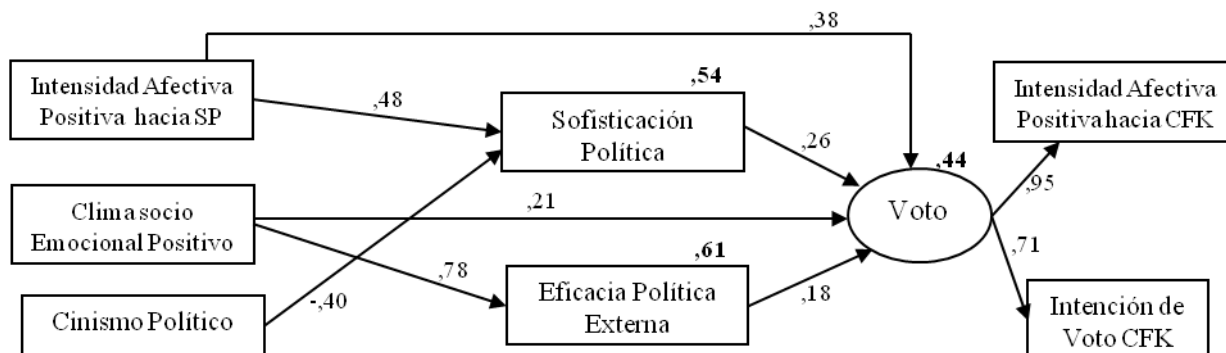 ,38
Intensidad Afectiva
Positiva hacia SP
,48
,54
Sofisticación
Política
,26
Intensidad Afectiva
Positiva hacia CFK
,44
,95
Voto
Clima socio
Emocional Positivo
,21
,78
,61
,71
-,40
Eficacia Política
Externa
,18
Cinismo Político
Intención de
Voto CFK